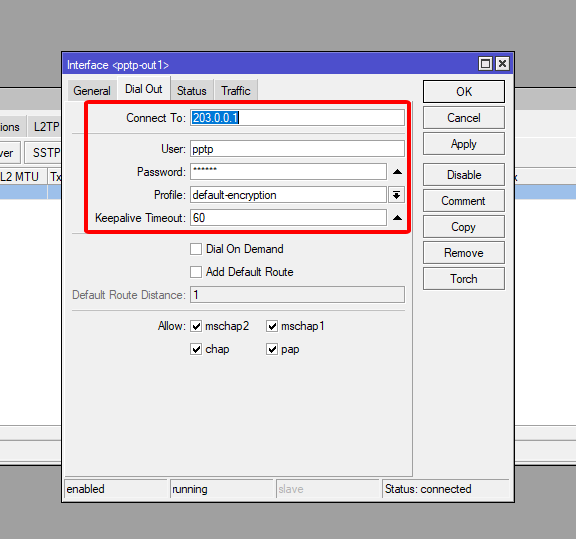 Interface <pptp-out1>
General Dial Out Status Traffic
OK
Connect To: 203.0.0.1
Cancel
ions L2TP
User: pptp
Apply
ver SSTP
Password: ******
L2 MTU Tx
Disable
Profile: default-encryption
Comment
Keepalive Timeout: 60
Copy
Dial On Demand
Remove
Add Default Route
Torch
Default Route Distance: 1
Allow: mschap2 mschap1
chap pap
enabled running slave Status: connected